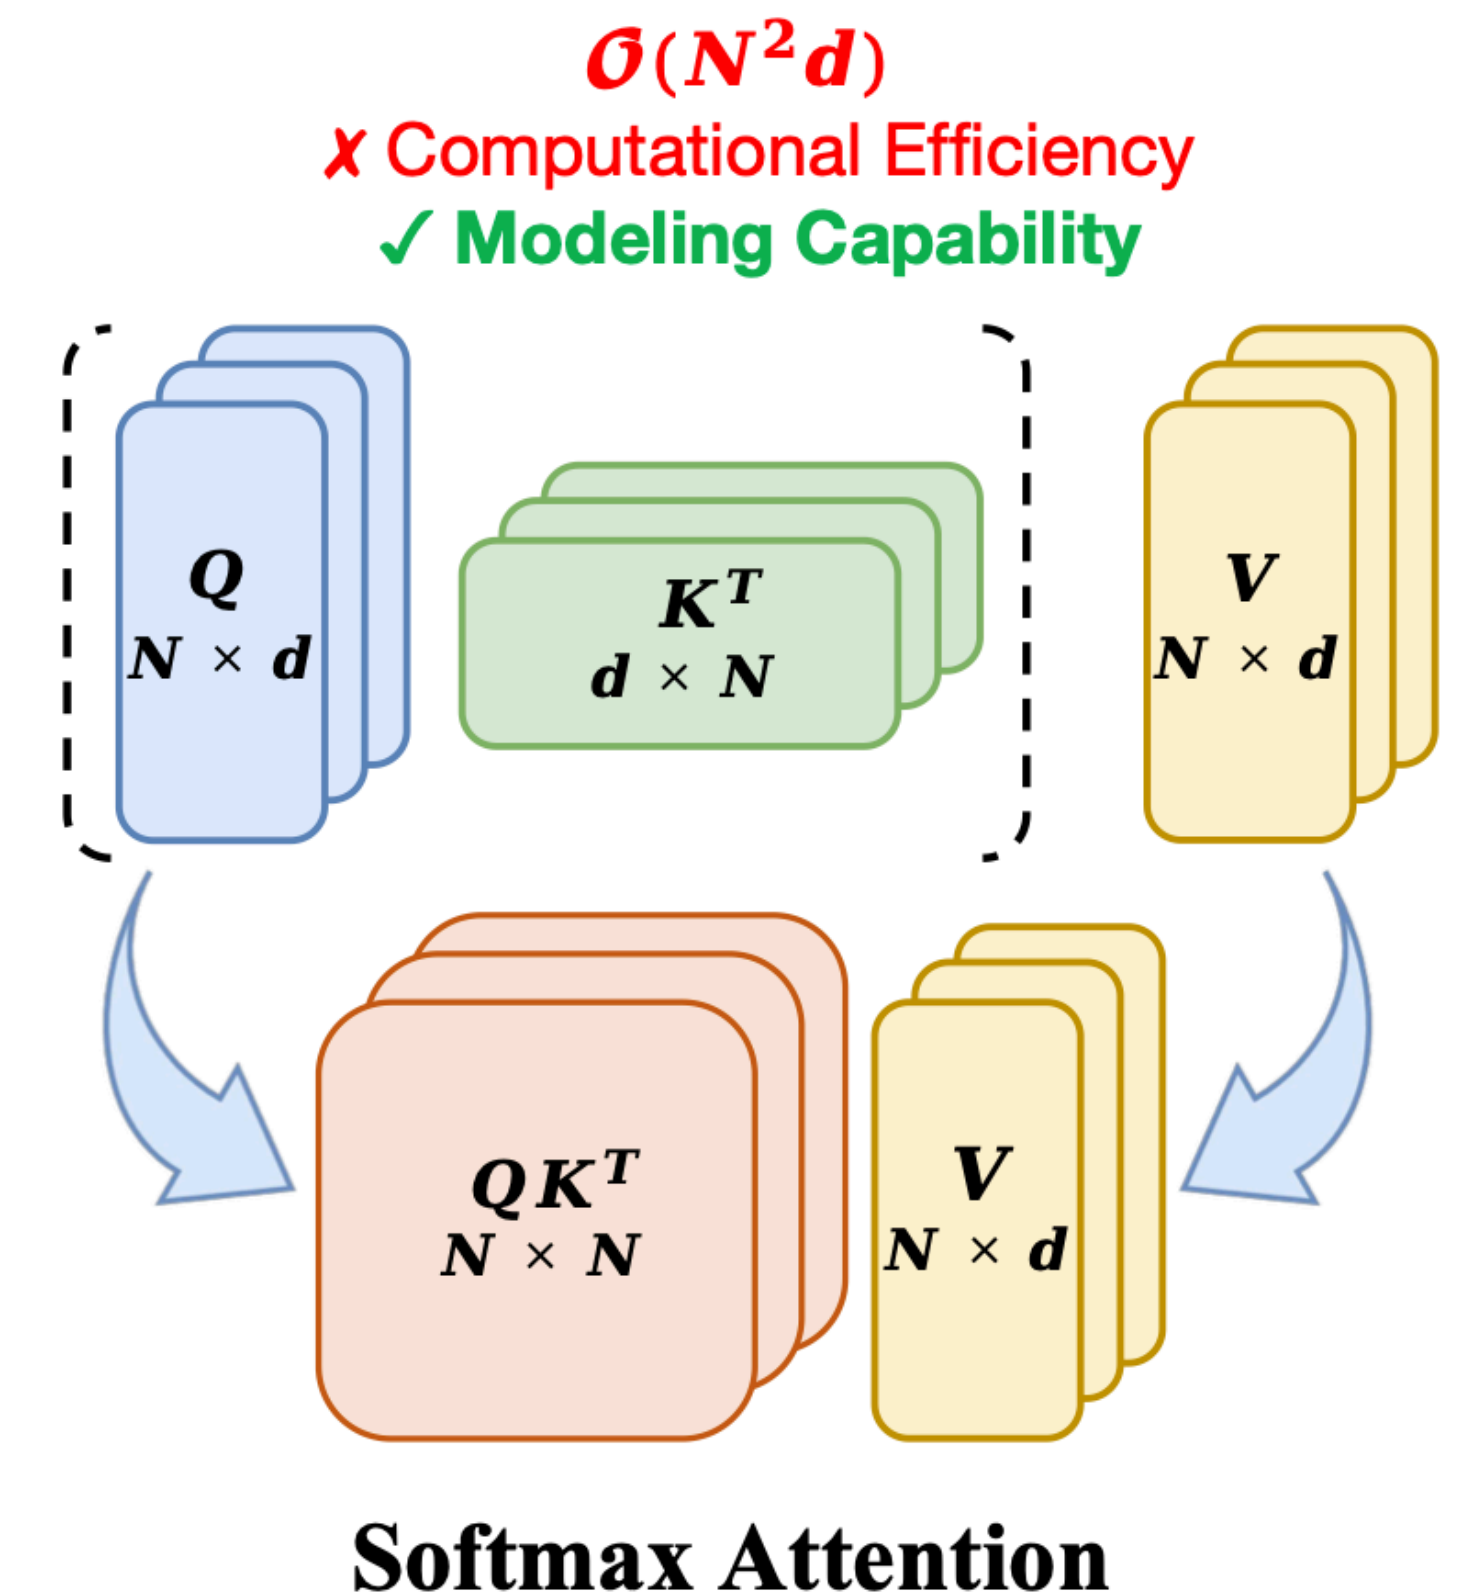 𝒪(N²d)
✗ Computational Efficiency
✓ Modeling Capability
Q
N × d
Kᵀ
d × N
V
N × d
QKᵀ
N × N
V
N × d
Softmax Attention